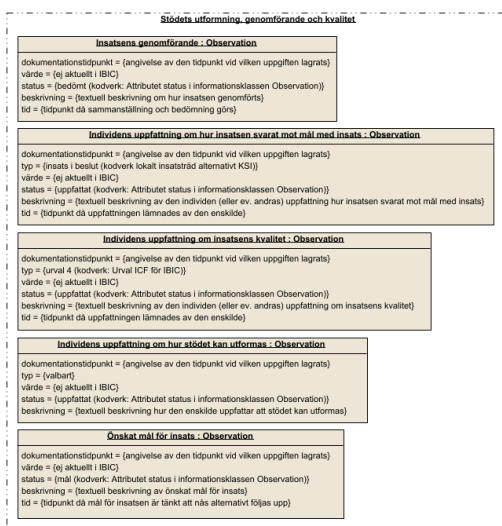 Stödets utformning, genomförande och kvalitet
Insatsens genomförande : Observation
dokumentationstidpunkt = {angivelse av den tidpunkt vid vilken uppgiften lagrats}
värde = {ej aktuellt i IBIC}
status = {bedömt (kodverk: Attributet status i informationsklassen Observation)}
beskrivning = {textuell beskrivning om hur insatsen genomförts}
tid = {tidpunkt då sammanställning och bedömning görs}
Individens uppfattning om hur insatsen svarat mot mål med insats : Observation
dokumentationstidpunkt = {angivelse av den tidpunkt vid vilken uppgiften lagrats}
typ = {insats i beslut (kodverk lokalt insatsträd alternativt KSI)}
värde = {ej aktuellt i IBIC}
status = {uppfattat (kodverk: Attributet status i informationsklassen Observation)}
beskrivning = {textuell beskrivning av den individen (eller ev. andras) uppfattning hur insatsen svarat mot mål med insats}
tid = {tidpunkt då uppfattningen lämnades av den enskilde}
Individens uppfattning om insatsens kvalitet : Observation
dokumentationstidpunkt = {angivelse av den tidpunkt vid vilken uppgiften lagrats}
typ = {urval 4 (kodverk: Urval ICF för IBIC)}
värde = {ej aktuellt i IBIC}
status = {uppfattat (kodverk: Attributet status i informationsklassen Observation)}
beskrivning = {textuell beskrivning av den individen (eller ev. andras) uppfattning om insatsens kvalitet}
tid = {tidpunkt då uppfattningen lämnades av den enskilde}
Individens uppfattning om hur stödet kan utformas : Observation
dokumentationstidpunkt = {angivelse av den tidpunkt vid vilken uppgiften lagrats}
typ = {valbart}
värde = {ej aktuellt i IBIC}
status = {uppfattat (kodverk: Attributet status i informationsklassen Observation)}
beskrivning = {textuell beskrivning hur den enskilde uppfattar att stödet kan utformas}
Önskat mål för insats : Observation
dokumentationstidpunkt = {angivelse av den tidpunkt vid vilken uppgiften lagrats}
värde = {ej aktuellt i IBIC}
status = {mål (kodverk: Attributet status i informationsklassen Observation)}
beskrivning = {textuell beskrivning av önskat mål för insats}
tid = {tidpunkt då mål för insatsen är tänkt att nås alternativt följas upp}